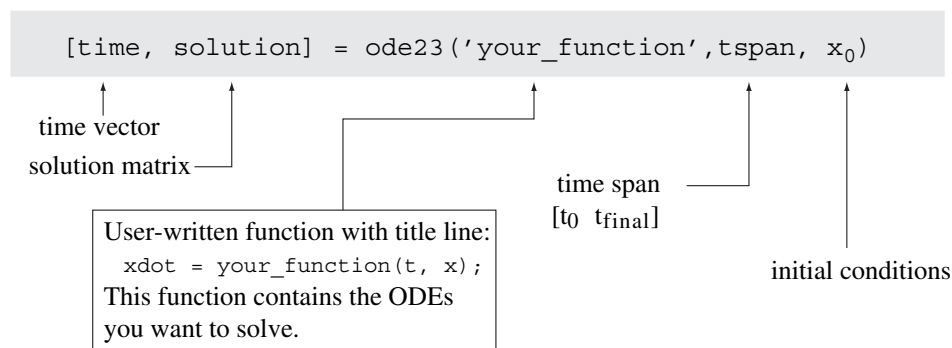 [time, solution] = ode23('your_function',tspan, x0)
time vector
solution matrix
time span
[t0 tfinal]
User-written function with title line:
xdot = your_function(t, x);
This function contains the ODEs
you want to solve.
initial conditions